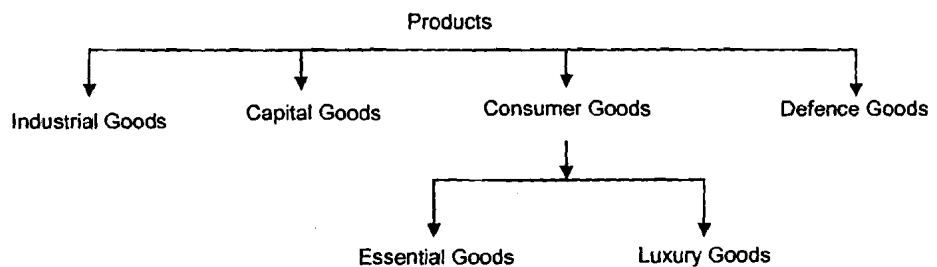 Products
Industrial Goods
Capital Goods
Consumer Goods
Defence Goods
Essential Goods
Luxury Goods